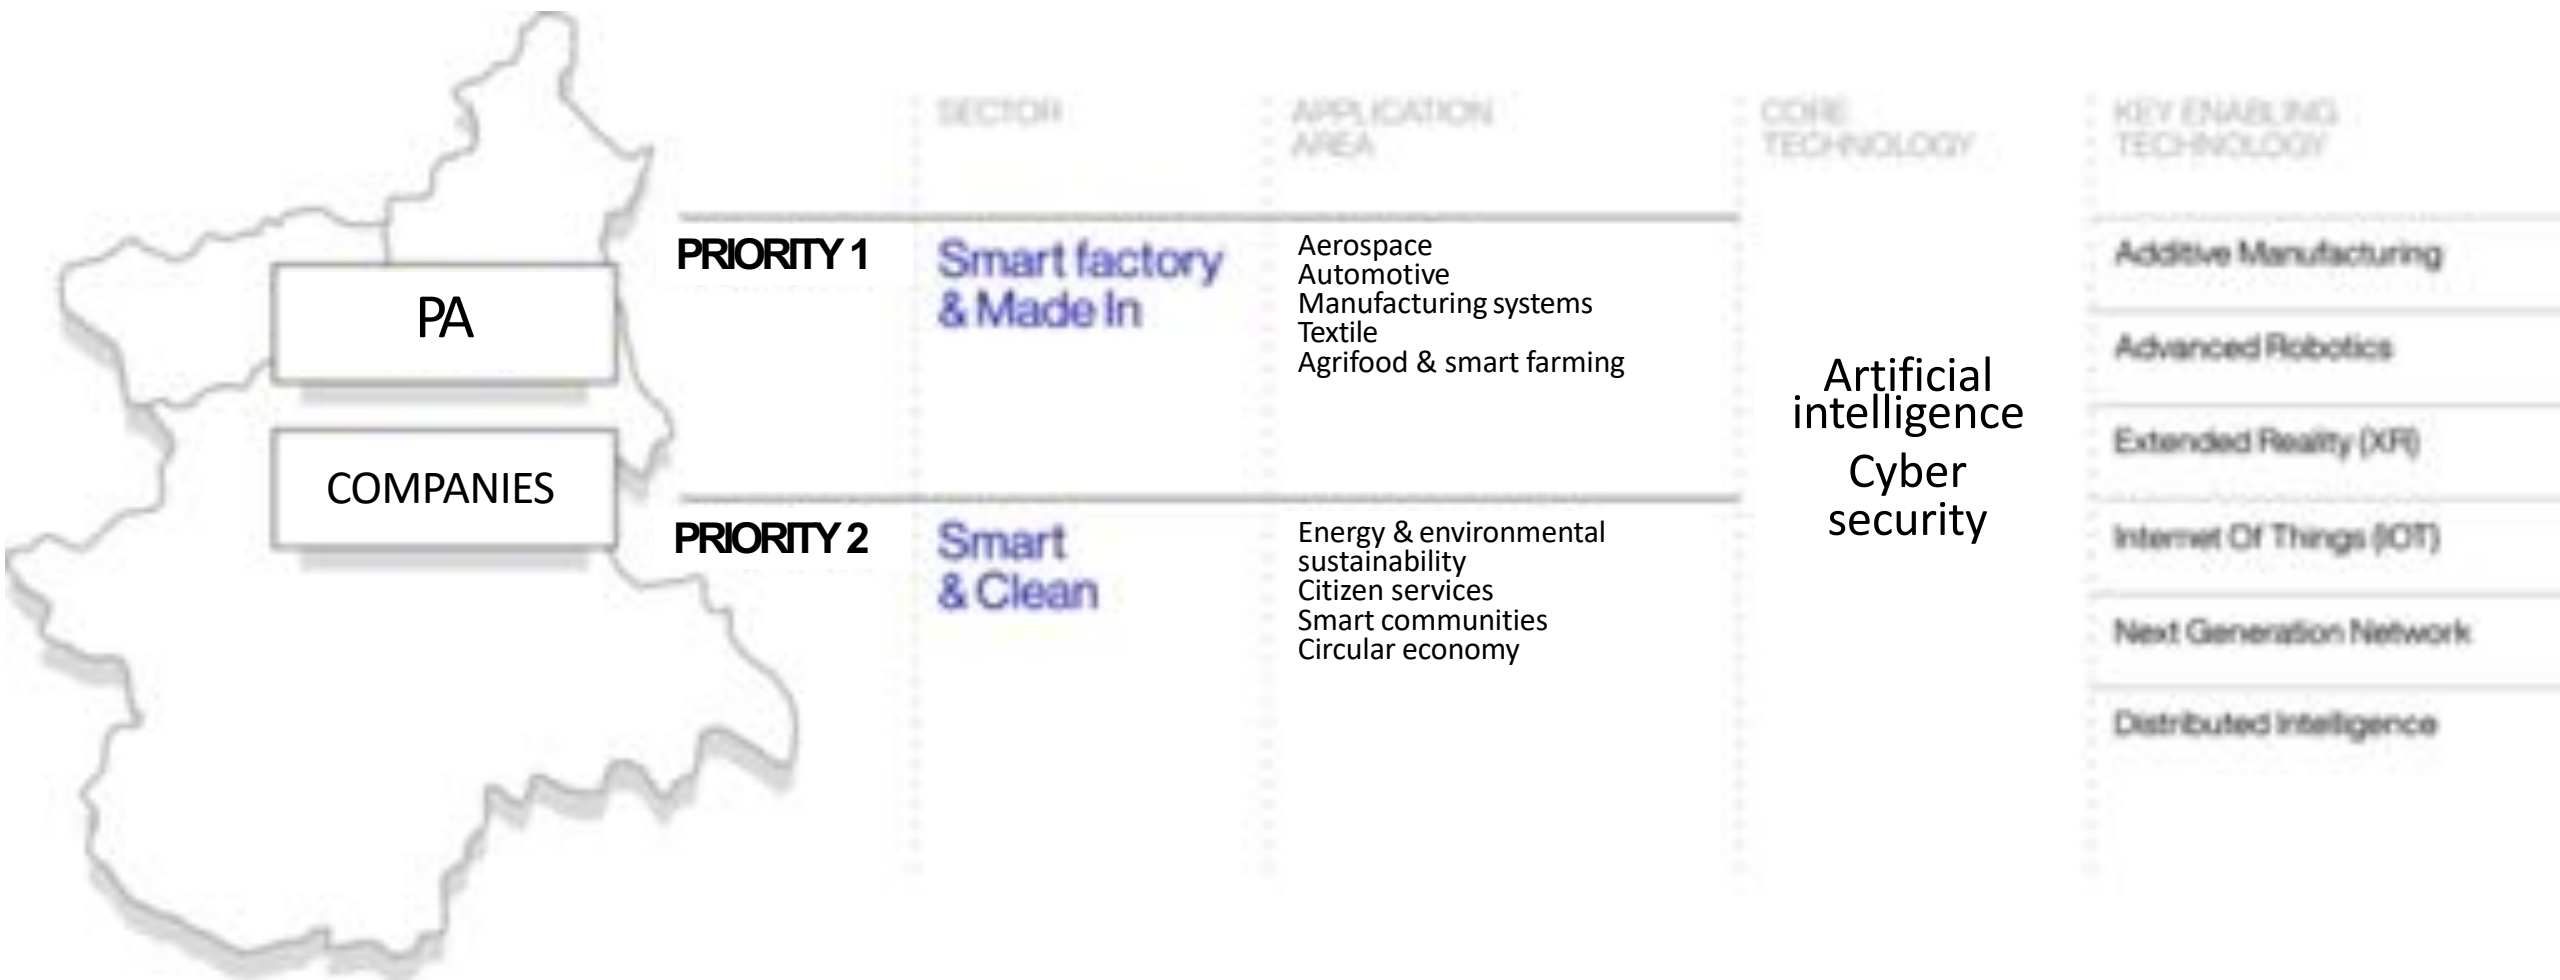 PA
COMPANIES
SECTOR
APPLICATION
AREA
CORE
TECHNOLOGY
KEY ENABLING
TECHNOLOGY
PRIORITY 1
Smart factory
& Made In
Aerospace
Automotive
Manufacturing systems
Textile
Agrifood & smart farming
PRIORITY 2
Smart
& Clean
Energy & environmental
sustainability
Citizen services
Smart communities
Circular economy
Artificial
intelligence
Cyber
security
Additive Manufacturing
Advanced Robotics
Extended Reality (XR)
Internet Of Things (IOT)
Next Generation Network
Distributed Intelligence